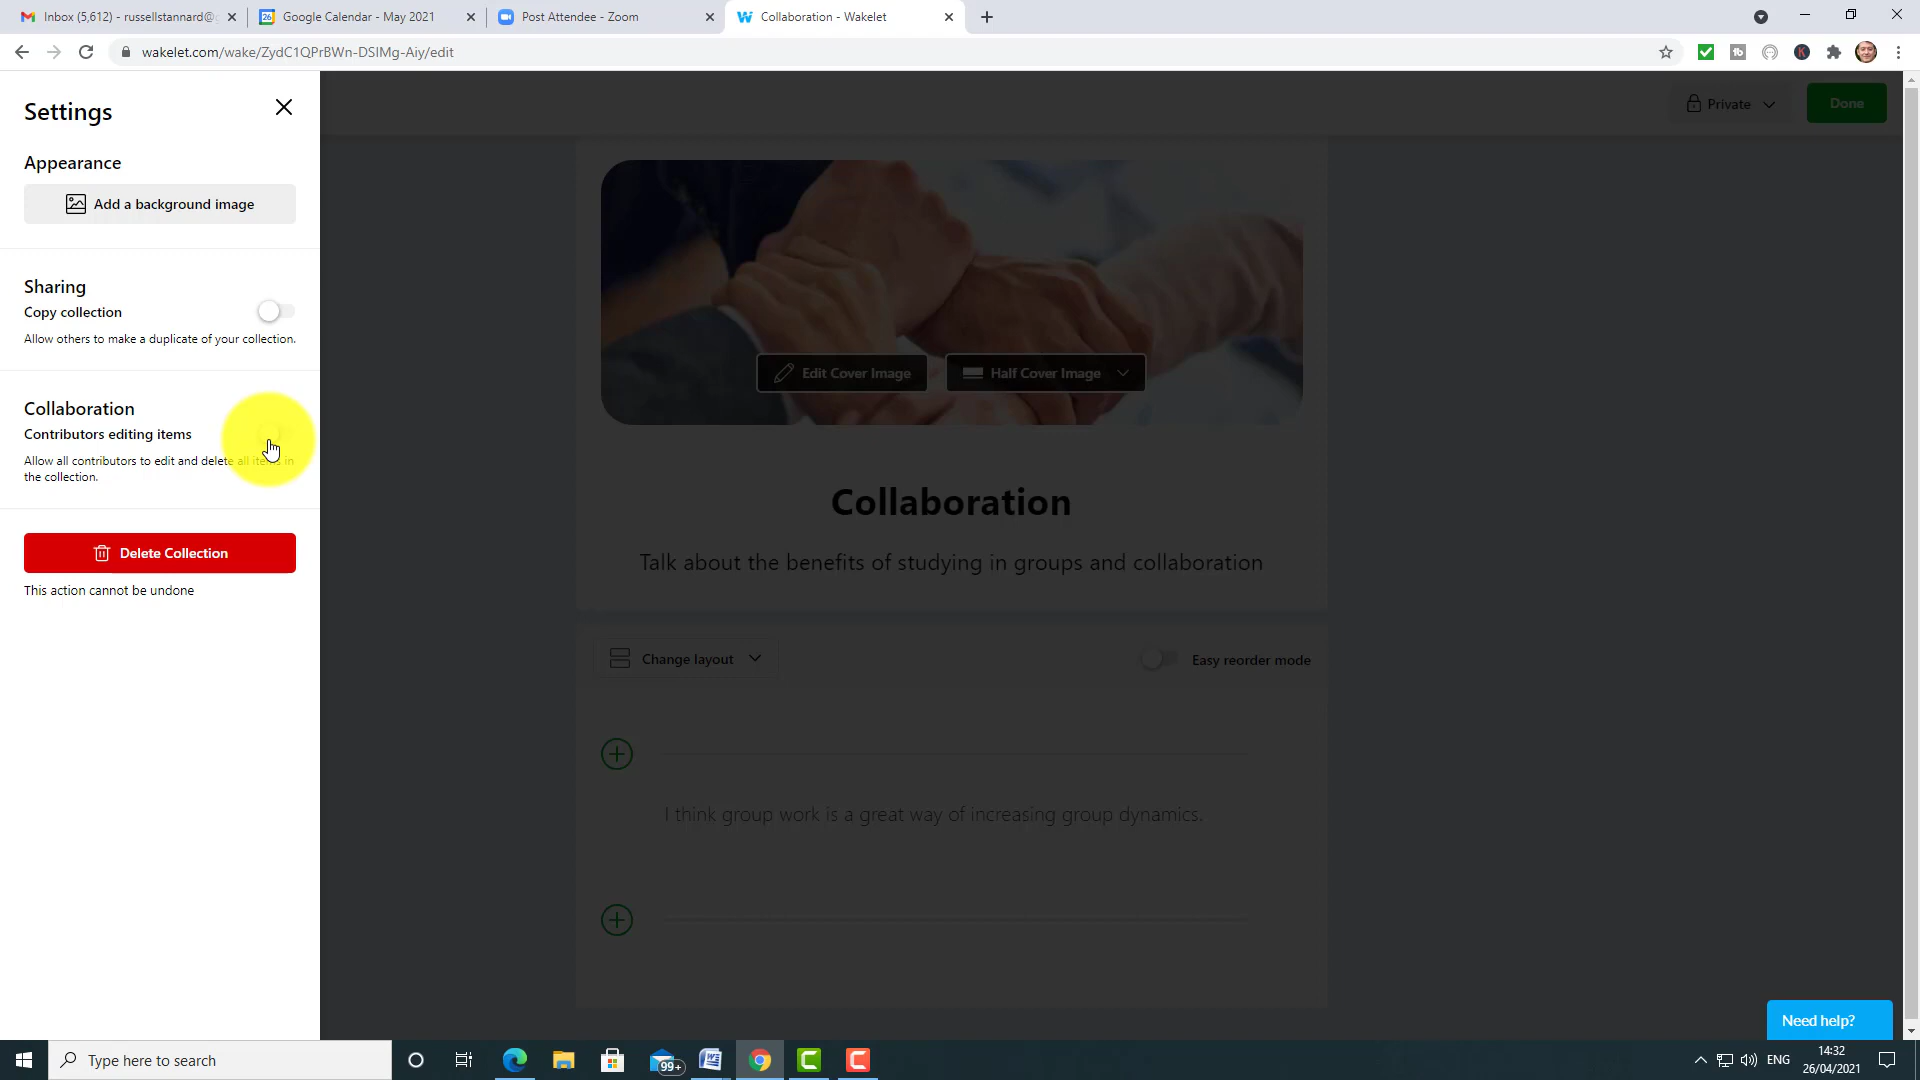 Inbox (5,612) - russellstannard@
Google Calendar - May 2021
Post Attendee - Zoom
Collaboration - Wakelet
wakelet.com/wake/ZydC1QPrBWn-DSIMg-Aiy/edit
Settings
Private
Done
Appearance
Add a background image
Sharing
Copy collection
Allow others to make a duplicate of your collection.
Edit Cover Image
Half Cover Image
Collaboration
Contributors editing items
Allow all contributors to edit and delete all items in
the collection.
Collaboration
Talk about the benefits of studying in groups and collaboration
Delete Collection
This action cannot be undone
Change layout
Easy reorder mode
I think group work is a great way of increasing group dynamics.
Need help?
Type here to search
99+
ENG
14:32
26/04/2021